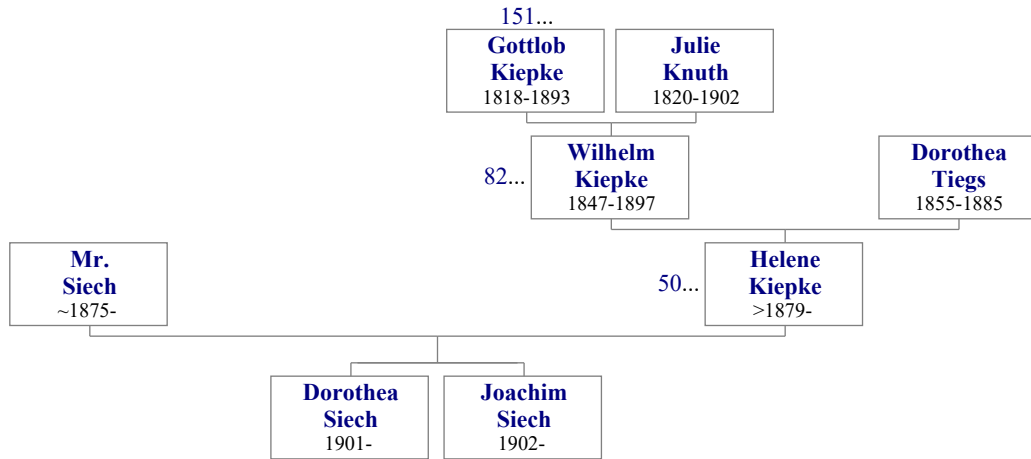 151...
Gottlob
Kiepke
1818-1893
Julie
Knuth
1820-1902
82...
Wilhelm
Kiepke
1847-1897
Dorothea
Tiegs
1855-1885
Mr.
Siech
~1875-
50...
Helene
Kiepke
>1879-
Dorothea
Siech
1901-
Joachim
Siech
1902-